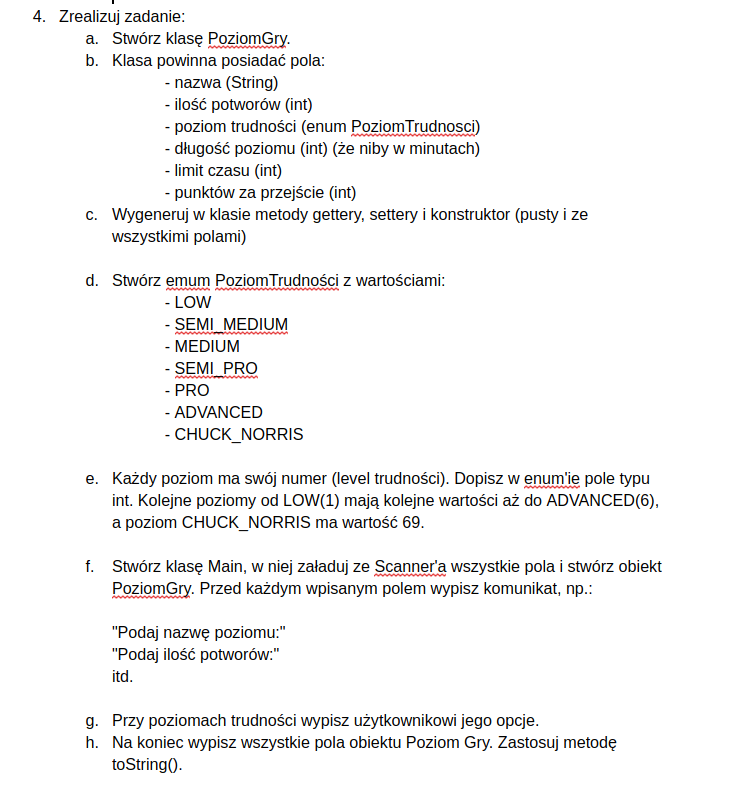 4. Zrealizuj zadanie:
a. Stwórz klasę PoziomGry.
b. Klasa powinna posiadać pola:
- nazwa (String)
- ilość potworów (int)
- poziom trudności (enum PoziomTrudnosci)
- długość poziomu (int) (że niby w minutach)
- limit czasu (int)
- punktów za przejście (int)
c. Wygeneruj w klasie metody gettery, settery i konstruktor (pusty i ze
wszystkimi polami)
d. Stwórz emum PoziomTrudności z wartościami:
- LOW
- SEMI_MEDIUM
- MEDIUM
- SEMI_PRO
- PRO
- ADVANCED
- CHUCK_NORRIS
e. Każdy poziom ma swój numer (level trudności). Dopisz w enum'ie pole typu
int. Kolejne poziomy od LOW(1) mają kolejne wartości aż do ADVANCED(6),
a poziom CHUCK_NORRIS ma wartość 69.
f. Stwórz klasę Main, w niej załaduj ze Scanner'a wszystkie pola i stwórz obiekt
PoziomGry. Przed każdym wpisanym polem wypisz komunikat, np.:
"Podaj nazwę poziomu:"
"Podaj ilość potworów:"
itd.
g. Przy poziomach trudności wypisz użytkownikowi jego opcje.
h. Na koniec wypisz wszystkie pola obiektu Poziom Gry. Zastosuj metodę
toString().